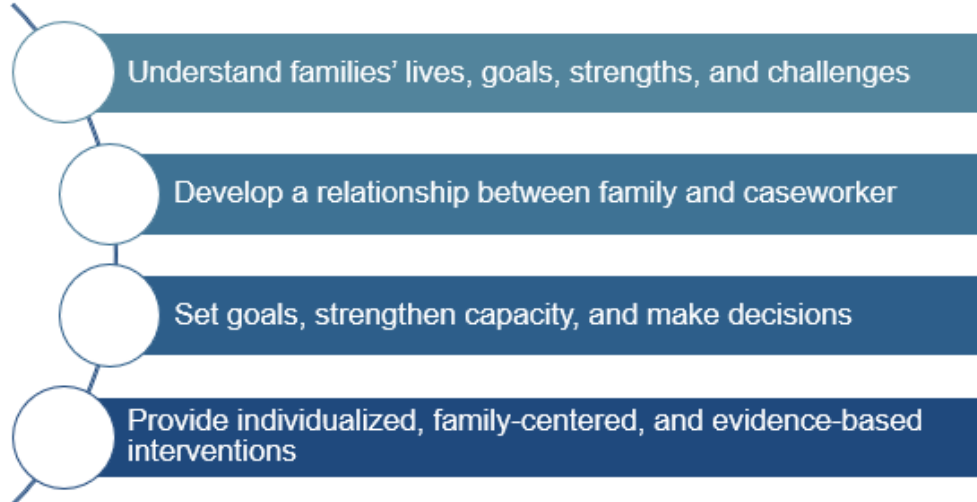 Understand families’ lives, goals, strengths, and challenges
Develop a relationship between family and caseworker
Set goals, strengthen capacity, and make decisions
Provide individualized, family-centered, and evidence-based
interventions